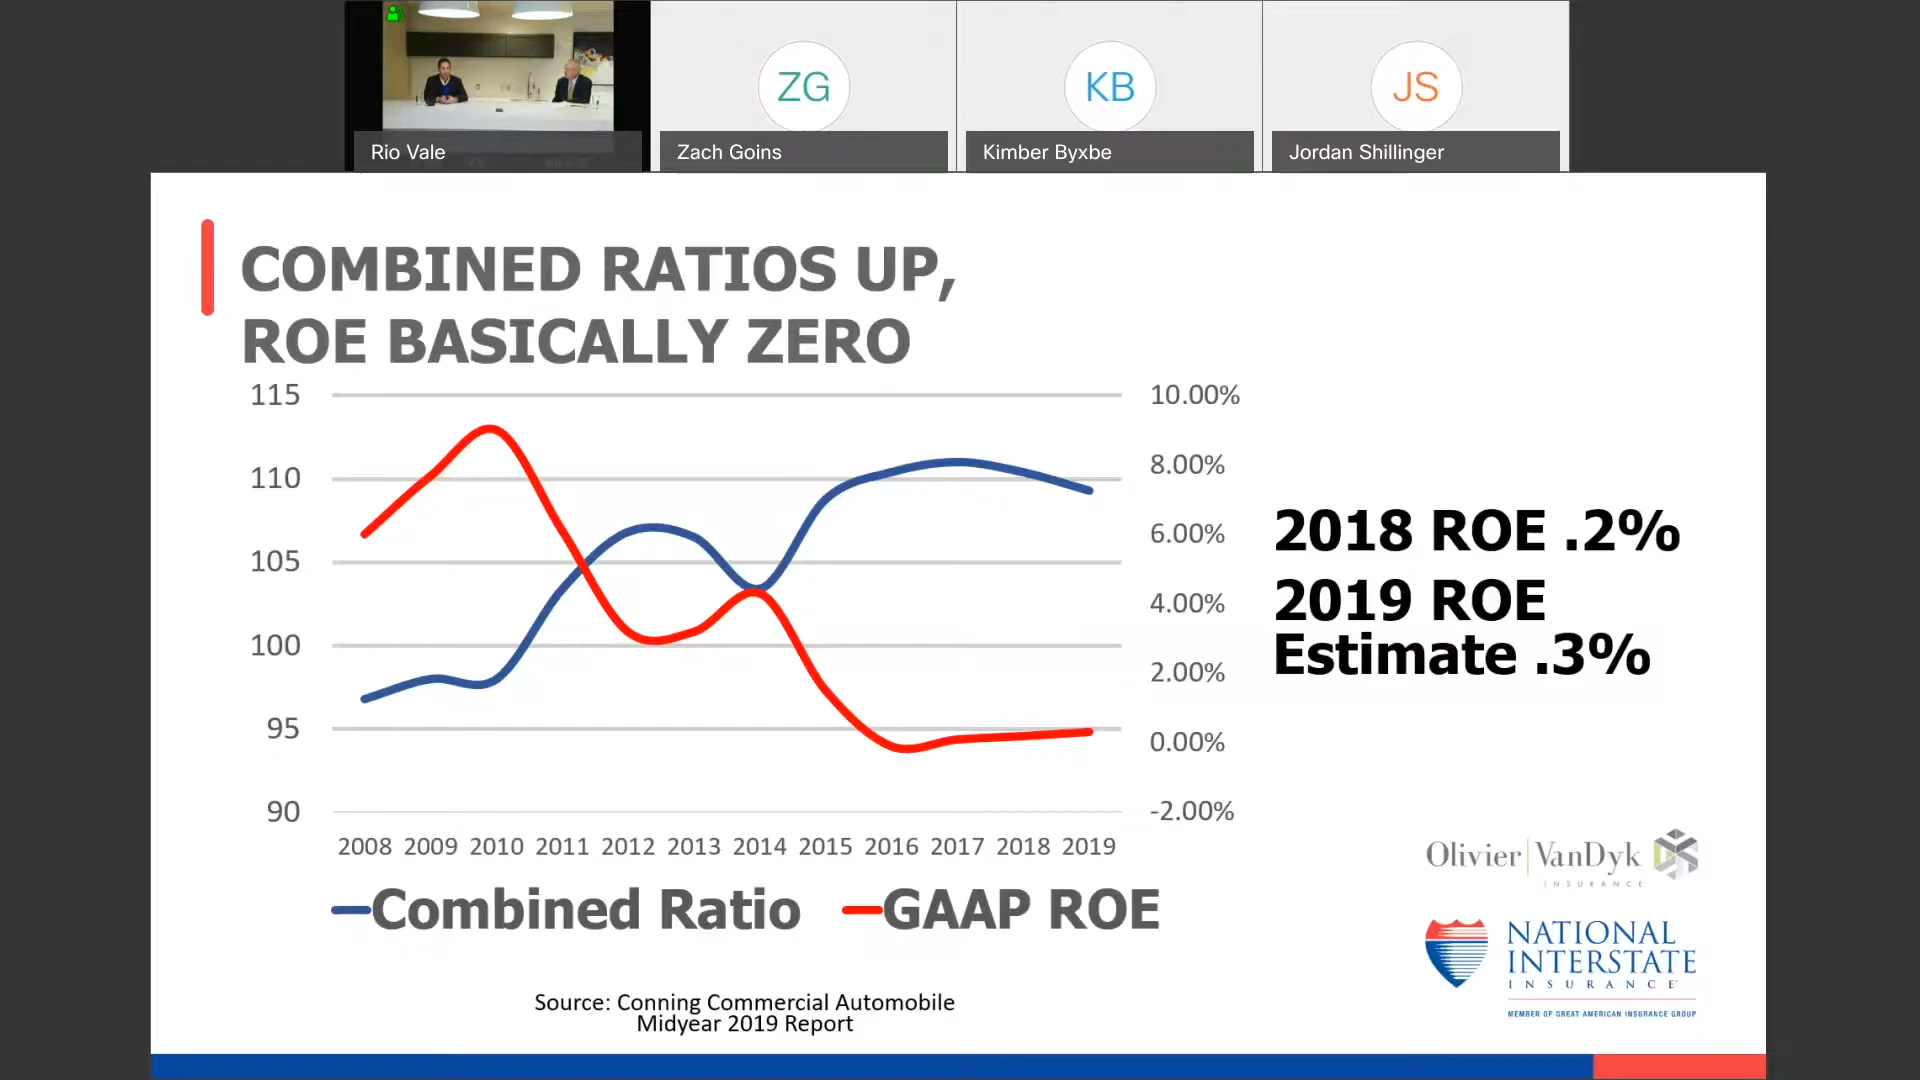 ZG
KB
JS
Rio Vale
Zach Goins
Kimber Byxbe
Jordan Shillinger
COMBINED RATIOS UP,
ROE BASICALLY ZERO
115
110
105
100
95
90
10.00%
8.00%
6.00%
4.00%
2.00%
0.00%
-2.00%
2008 2009 2010 2011 2012 2013 2014 2015 2016 2017 2018 2019
Combined Ratio GAAP ROE
2018 ROE .2%
2019 ROE
Estimate .3%
Source: Conning Commercial Automobile
Midyear 2019 Report
Olivier VanDyk
INSURANCE
NATIONAL
INTERSTATE
INSURANCE
MEMBER OF GREAT AMERICAN INSURANCE GROUP